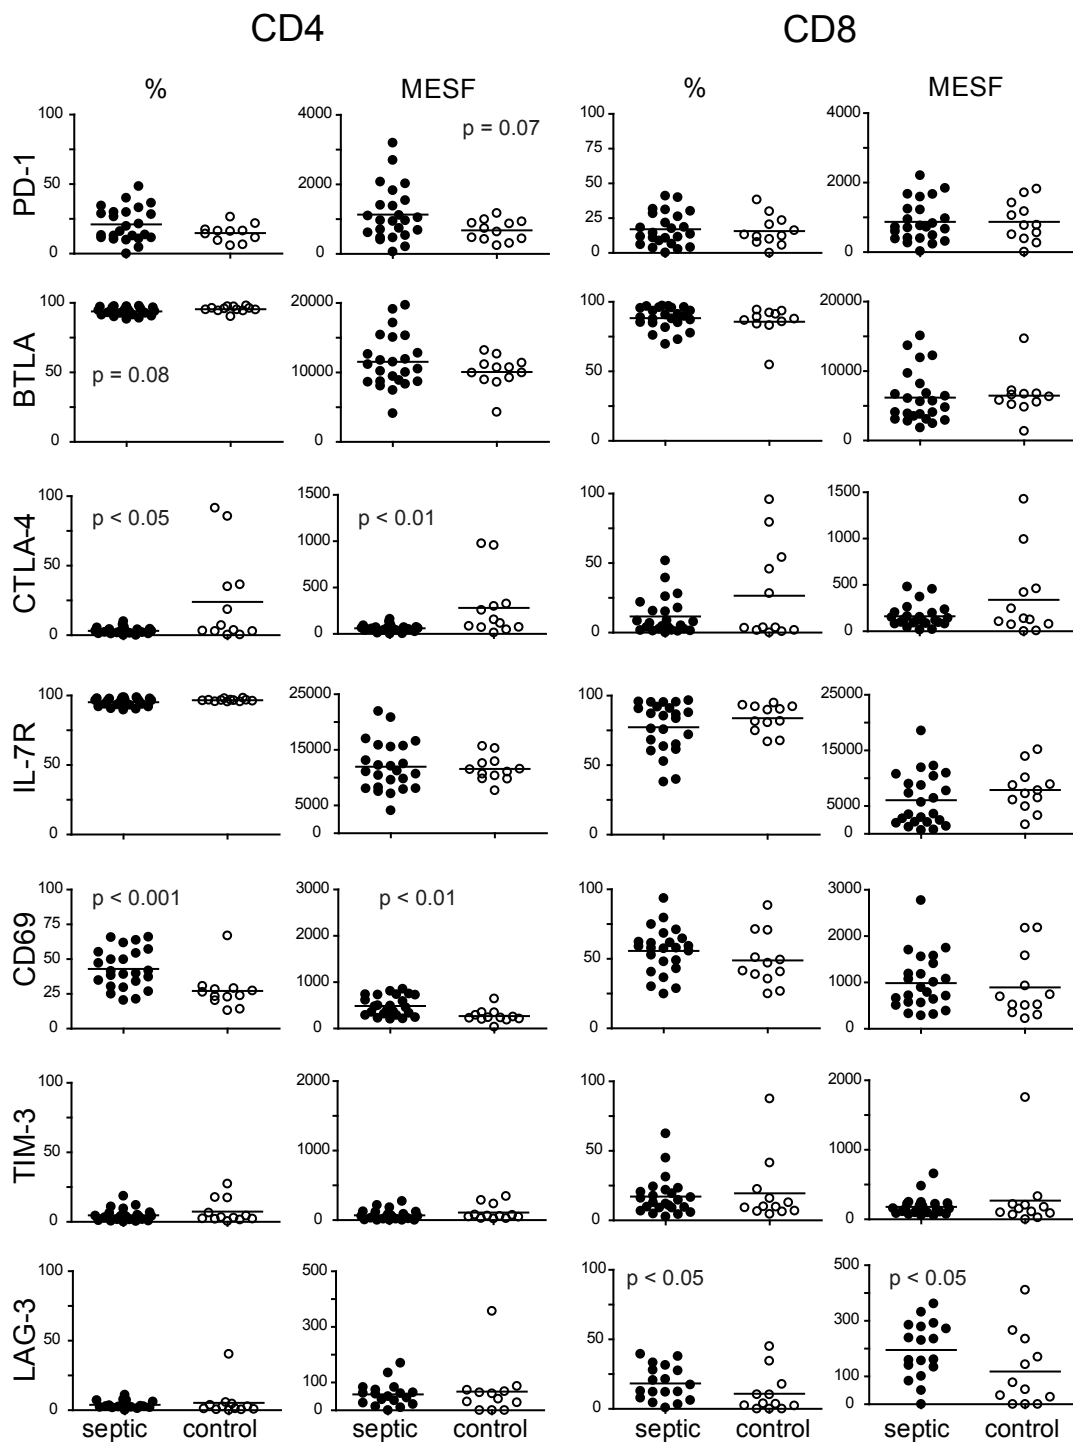 CD4 CD8
% MESF % MESF
PD-1
100 50 0
4000 2000 0
p = 0.07
100 75 50 25 0
4000 2000 0
BTLA
100 50 0
p = 0.08
20000 10000 0
100 50 0
20000 10000 0
CTLA-4
100 50 0
p < 0.05
1500 1000 500 0
p < 0.01
100 50 0
1500 1000 500 0
IL-7R
100 50 0
25000 15000 5000 0
100 50 0
25000 15000 5000 0
CD69
100 75 50 25 0
p < 0.001
3000 2000 1000 0
p < 0.01
100 50 0
3000 2000 1000 0
TIM-3
100 50 0
2000 1000 0
100 50 0
2000 1000 0
LAG-3
100 50 0
500 300 100 0
100 50 0
p < 0.05
500 300 100 0
p < 0.05
septic control septic control septic control septic control